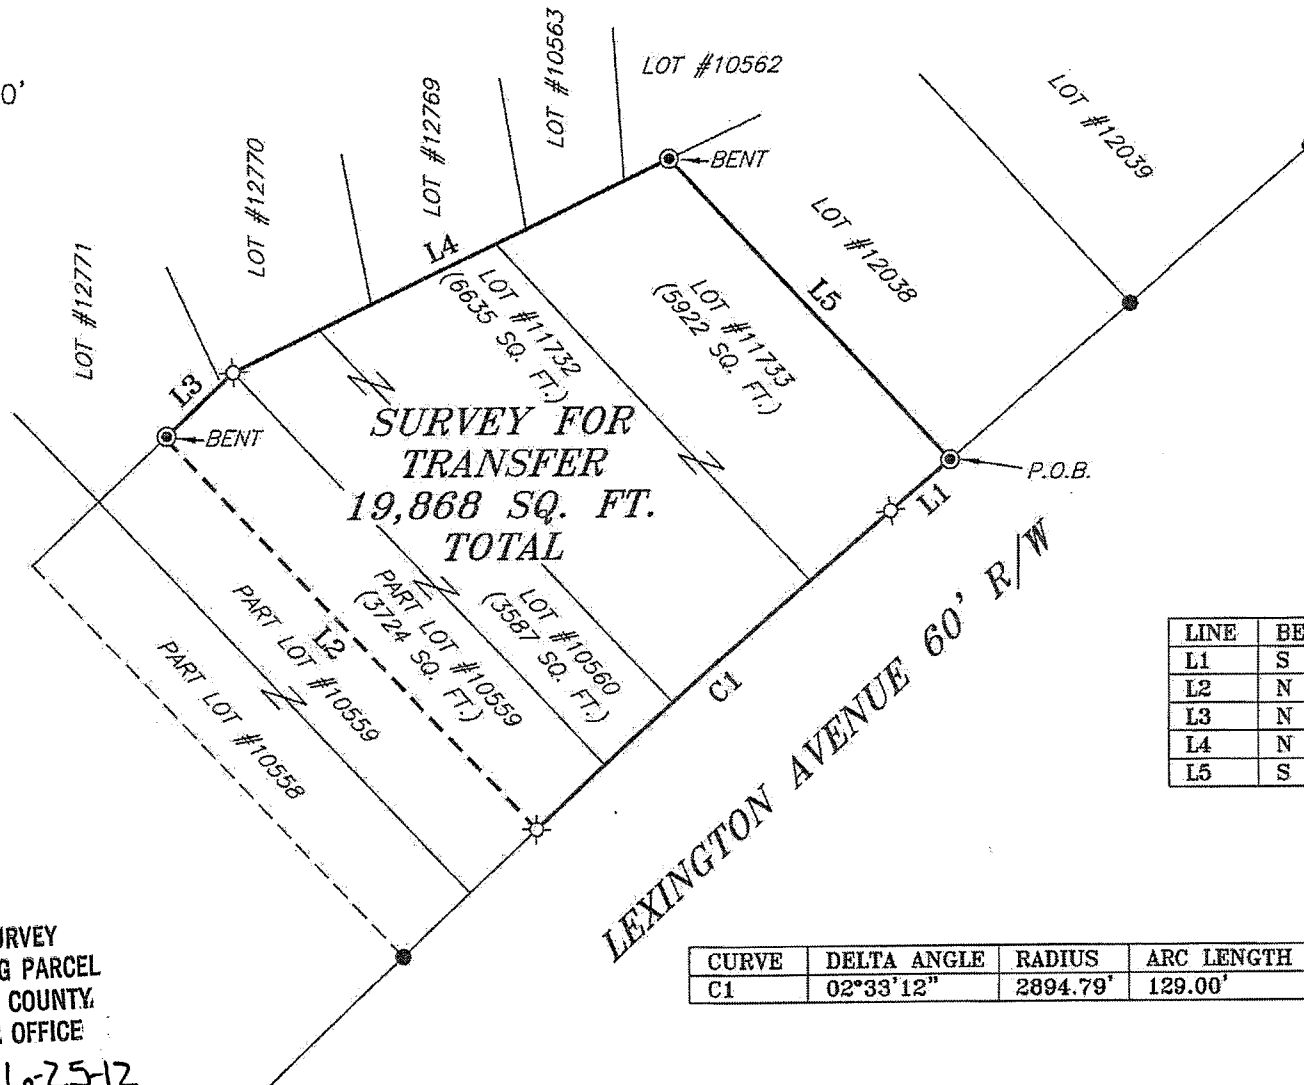 0'
LOT #12771
LOT #12770
LOT #12769
LOT #10563
LOT #10562
LOT #12039
LOT #12038
BENT
L4
L5
L3
BENT
LOT #11732
(6635 SQ. FT.)
LOT #11733
(5922 SQ. FT.)
SURVEY FOR
TRANSFER
19,868 SQ. FT.
TOTAL
P.O.B.
L1
L2
C1
LOT #10560
(3587 SQ. FT.)
PART LOT #10559
(3724 SQ. FT.)
PART LOT #10559
PART LOT #10558
LEXINGTON AVENUE 60' R/W
LINE BE
L1 S
L2 N
L3 N
L4 N
L5 S
CURVE DELTA ANGLE RADIUS ARC LENGTH
C1 02°33'12" 2894.79' 129.00'
URVEY
G PARCEL
COUNTY
OFFICE
6-25-12